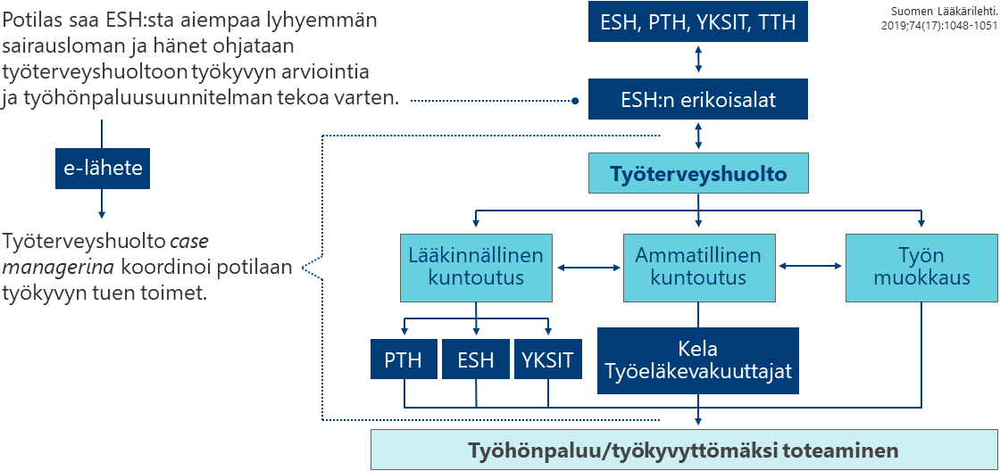 Potilas saa ESH:sta aiempaa lyhyemmän
sairausloman ja hänet ohjataan
työterveyshuoltoon työkyvyn arviointia
ja työhönpaluusuunnitelman tekoa varten.
e-lähete
Työterveyshuolto case
managerina koordinoi potilaan
työkyvyn tuen toimet.
Suomen Lääkärilehti.
2019;74(17):1048-1051
ESH, PTH, YKSIT, TTH
ESH:n erikoisalat
Työterveyshuolto
Lääkinnällinen
kuntoutus
Ammatillinen
kuntoutus
Työn
muokkaus
PTH
ESH
YKSIT
Kela
Työeläkevakuuttajat
Työhönpaluu/työkyvyttömäksi toteaminen